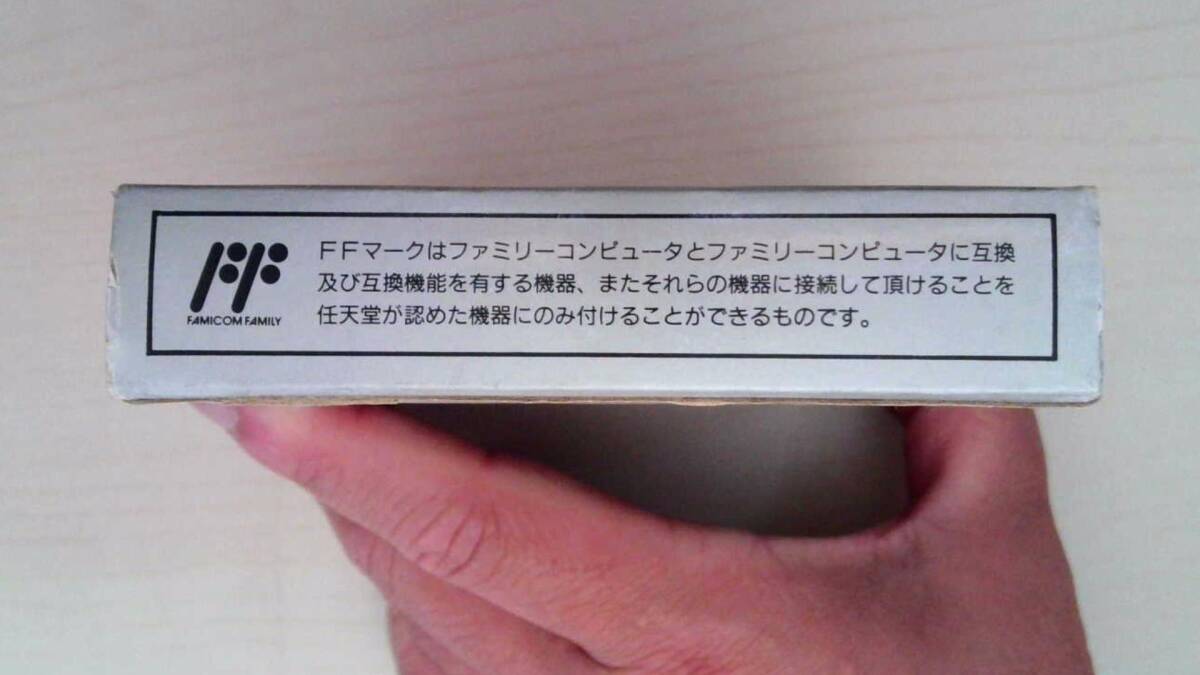 FFマークはファミリーコンピュータとファミリーコンピュータに互換
及び互換機能を有する機器、またそれらの機器に接続して頂けることを
任天堂が認めた機器にのみ付けることができるものです。
FF
FAMICOM FAMILY